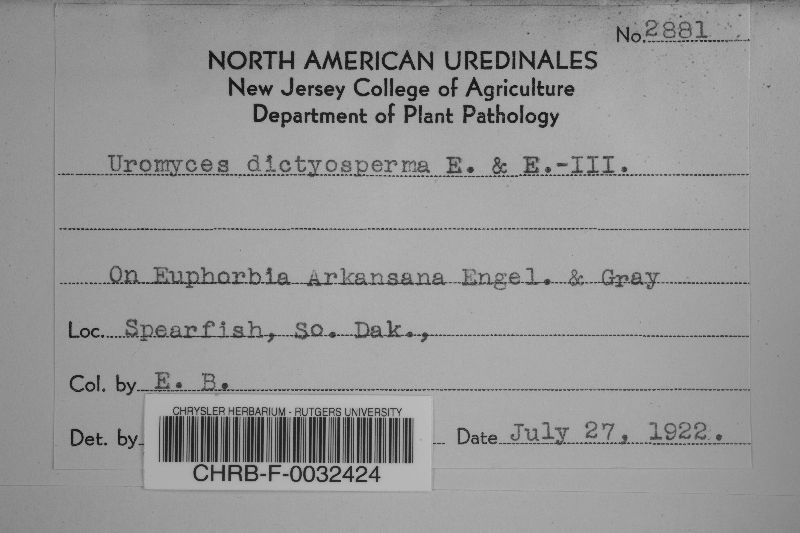 No. 2881
NORTH AMERICAN UREDINALES
New Jersey College of Agriculture
Department of Plant Pathology
Uromyces dictyosperma E. & E.-III.
On Euphorbia Arkansana Engel. & Gray
Loc. Spearfish, So. Dak.,
Col. by E. B.
Det. by
Date July 27, 1922.
CHRYSLER HERBARIUM - RUTGERS UNIVERSITY
CHRB-F-0032424